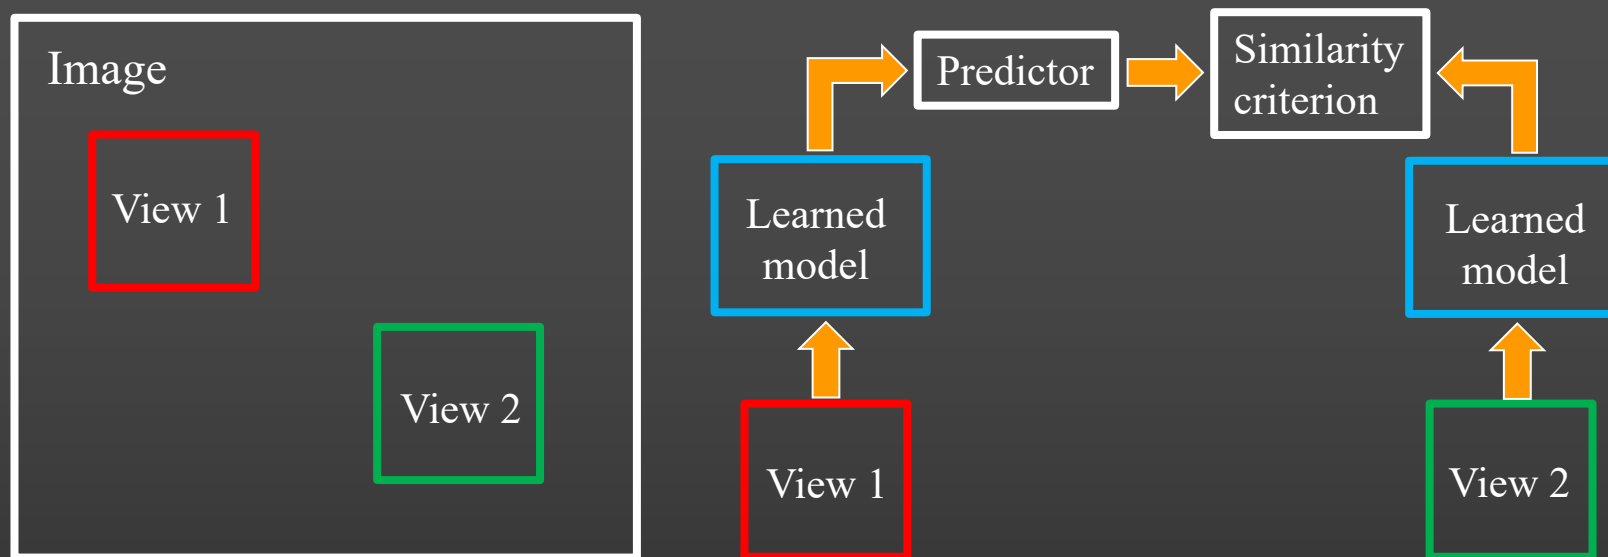 Image
View 1
View 2
Predictor
Similarity
criterion
Learned
model
Learned
model
View 1
View 2